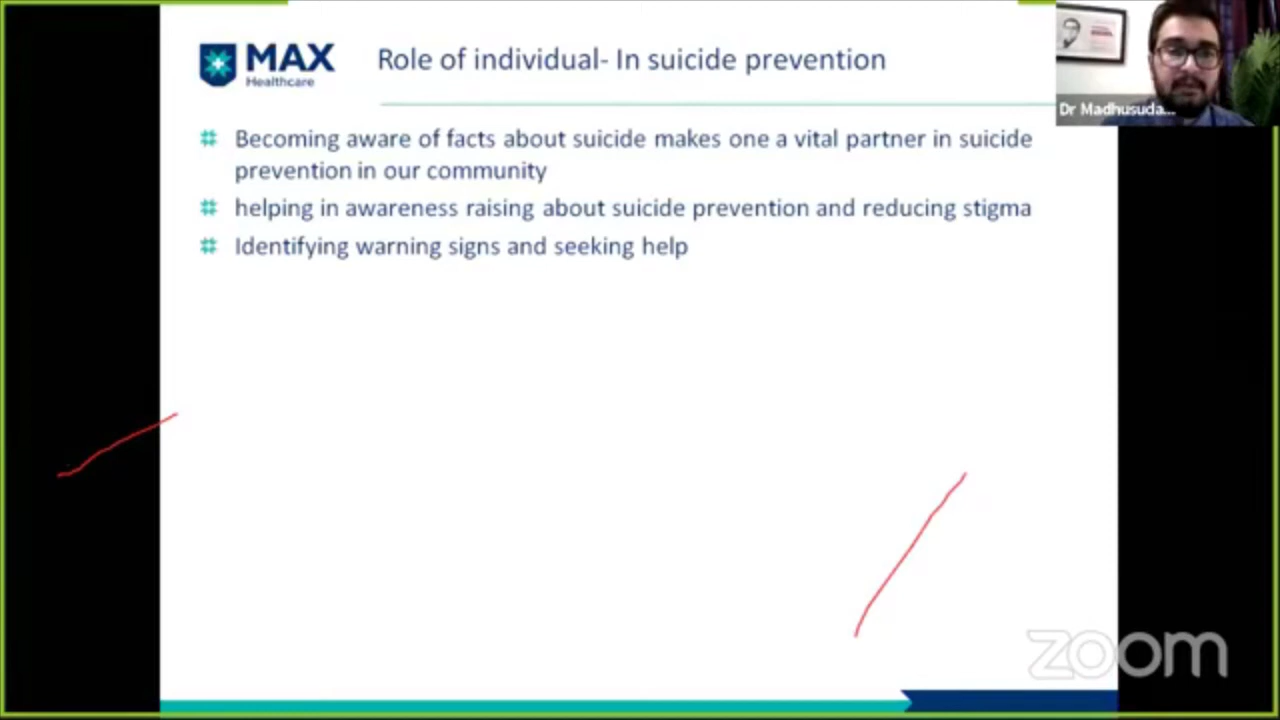 MAX
Healthcare
Role of individual- In suicide prevention
Dr Madhusuda...
Becoming aware of facts about suicide makes one a vital partner in suicide
prevention in our community
helping in awareness raising about suicide prevention and reducing stigma
Identifying warning signs and seeking help
zoom